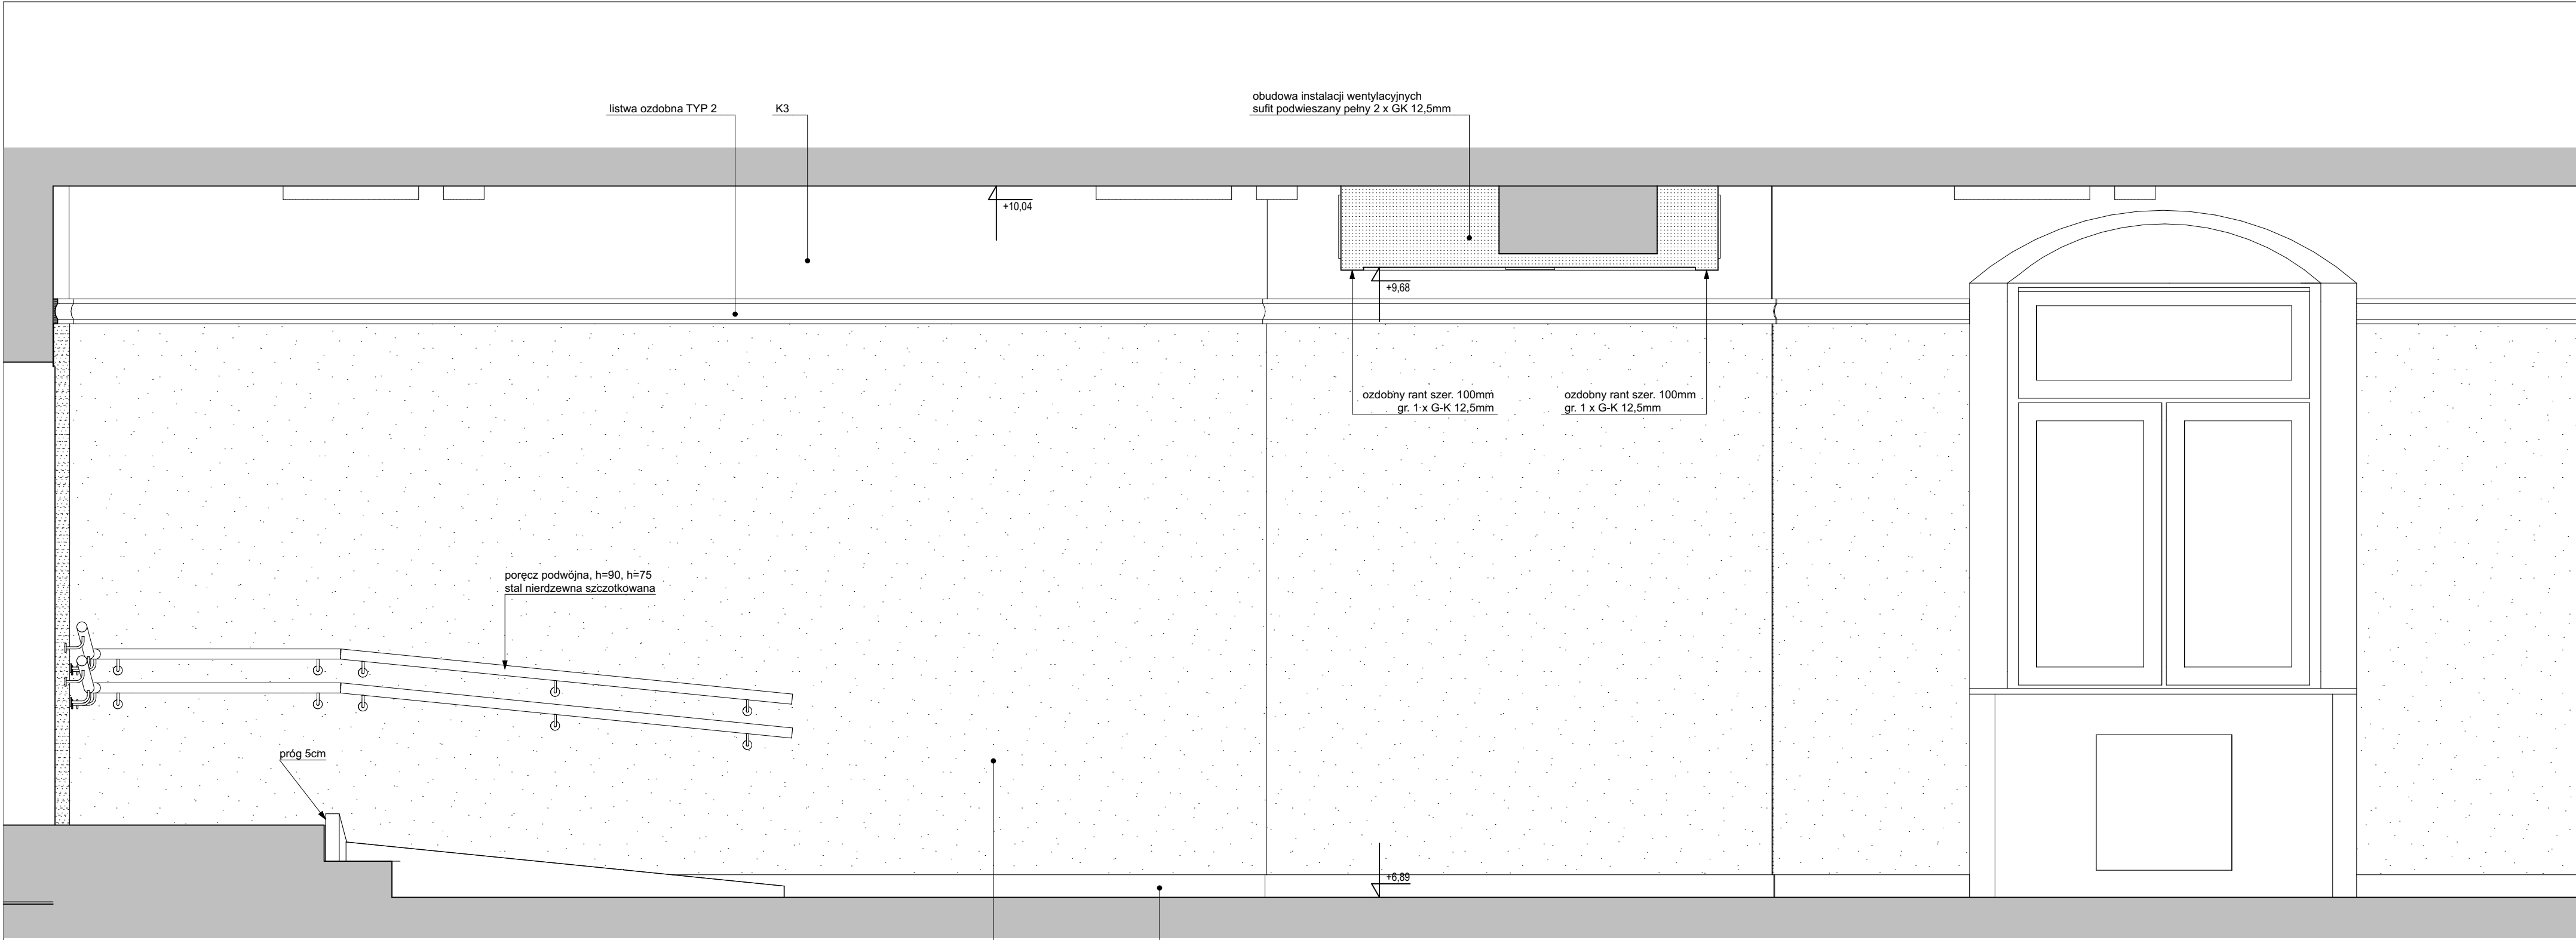 obudowa instalacji wentylacyjnych
sufit podwieszany pełny 2 x GK 12,5mm
listwa ozdobna TYP 2
K3
+10,04
+9,68
ozdobny rant szer. 100mm
gr. 1 x G-K 12,5mm
ozdobny rant szer. 100mm
gr. 1 x G-K 12,5mm
poręcz podwójna, h=90, h=75
stal nierdzewna szczotkowana
próg 5cm
+6,89